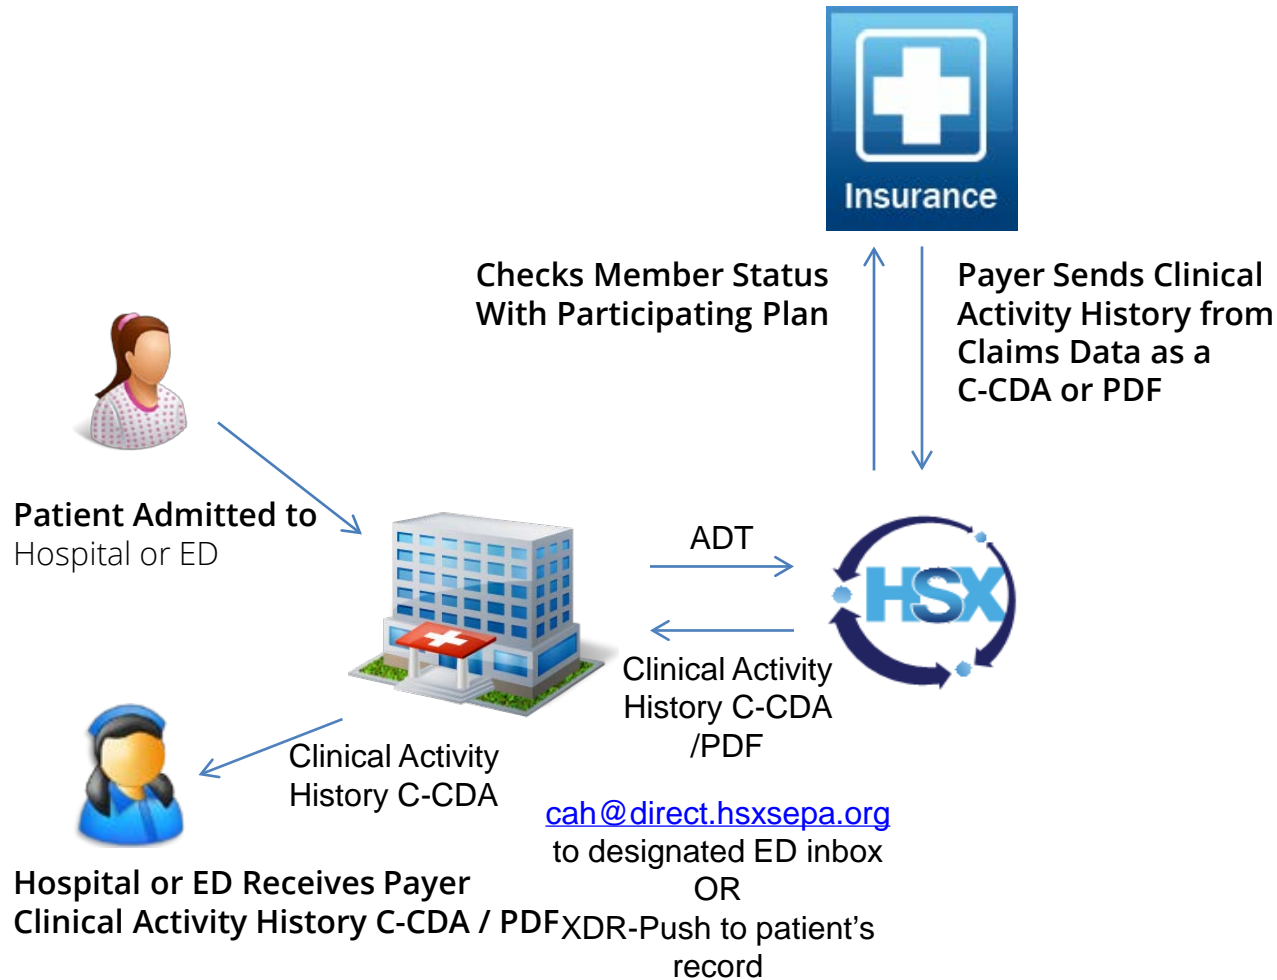 Insurance
Checks Member Status
With Participating Plan
Payer Sends Clinical
Activity History from
Claims Data as a
C-CDA or PDF
Patient Admitted to
Hospital or ED
ADT
HSX
Clinical Activity
History C-CDA
/PDF
Clinical Activity
History C-CDA
cah@direct.hsxsepa.org
to designated ED inbox
OR
XDR-Push to patient’s
record
Hospital or ED Receives Payer
Clinical Activity History C-CDA / PDF